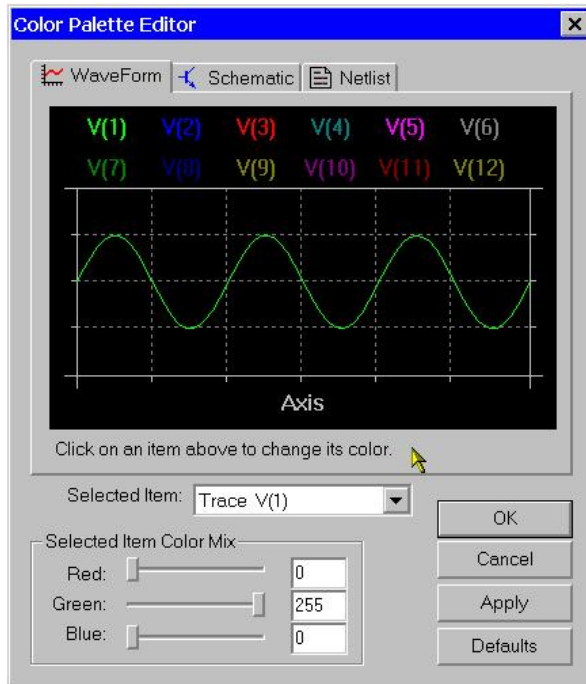 Color Palette Editor
WaveForm Schematic Netlist
V(1) V(2) V(3) V(4) V(5) V(6)
V(7) V(8) V(9) V(10) V(11) V(12)
Axis
Click on an item above to change its color.
Selected Item: Trace V(1)
OK
Selected Item Color Mix
Cancel
Red: 0
Green: 255
Apply
Blue: 0
Defaults